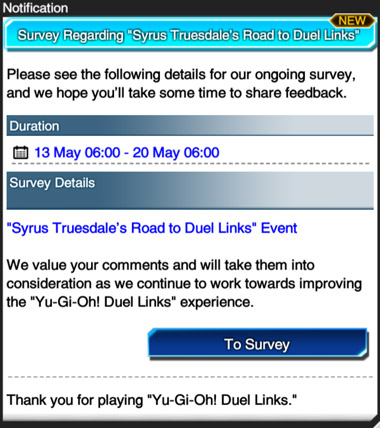 Notification
NEW
Survey Regarding "Syrus Truesdale's Road to Duel Links"
Please see the following details for our ongoing survey,
and we hope you'll take some time to share feedback.
Duration
13 May 06:00 - 20 May 06:00
Survey Details
"Syrus Truesdale's Road to Duel Links" Event
We value your comments and will take them into
consideration as we continue to work towards improving
the "Yu-Gi-Oh! Duel Links" experience.
To Survey
Thank you for playing "Yu-Gi-Oh! Duel Links."